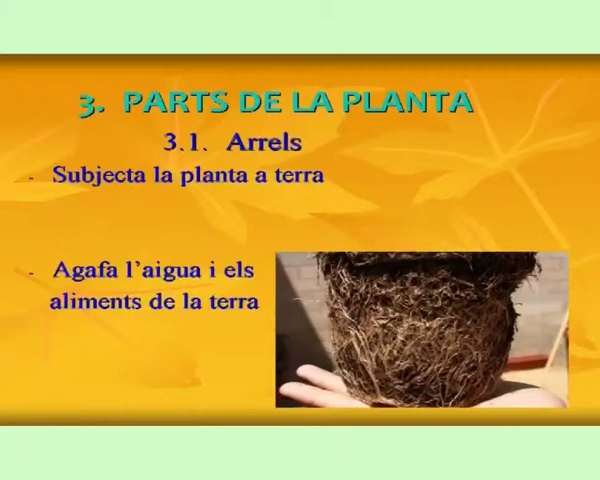 3. PARTS DE LA PLANTA
3.1. Arrels
- Subjecta la planta a terra
- Agafa l'aigua i els
aliments de la terra